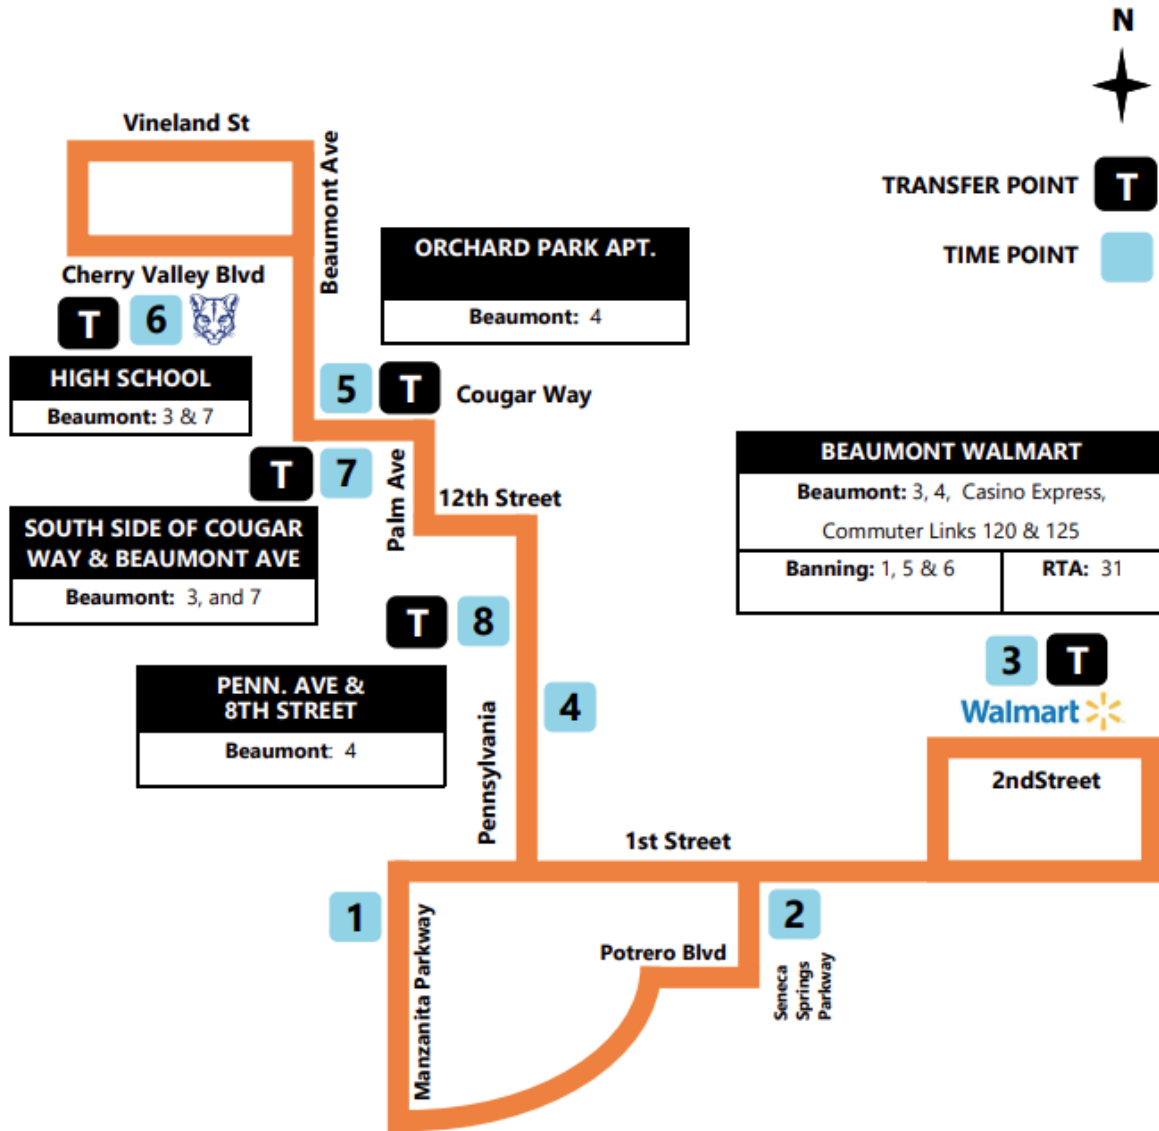 N
TRANSFER POINT T
TIME POINT
Vineland St
Beaumont Ave
Cherry Valley Blvd
T 6
HIGH SCHOOL
Beaumont: 3 & 7
ORCHARD PARK APT.
Beaumont: 4
5 T Cougar Way
T 7
Palm Ave
12th Street
SOUTH SIDE OF COUGAR
WAY & BEAUMONT AVE
Beaumont: 3, and 7
BEAUMONT WALMART
Beaumont: 3, 4, Casino Express,
Commuter Links 120 & 125
Banning: 1, 5 & 6
RTA: 31
T 8
3 T
Walmart
PENN. AVE &
8TH STREET
Beaumont: 4
4
Pennsylvania
2ndStreet
1st Street
1
Manzanita Parkway
2
Potrero Blvd
Seneca
Springs
Parkway